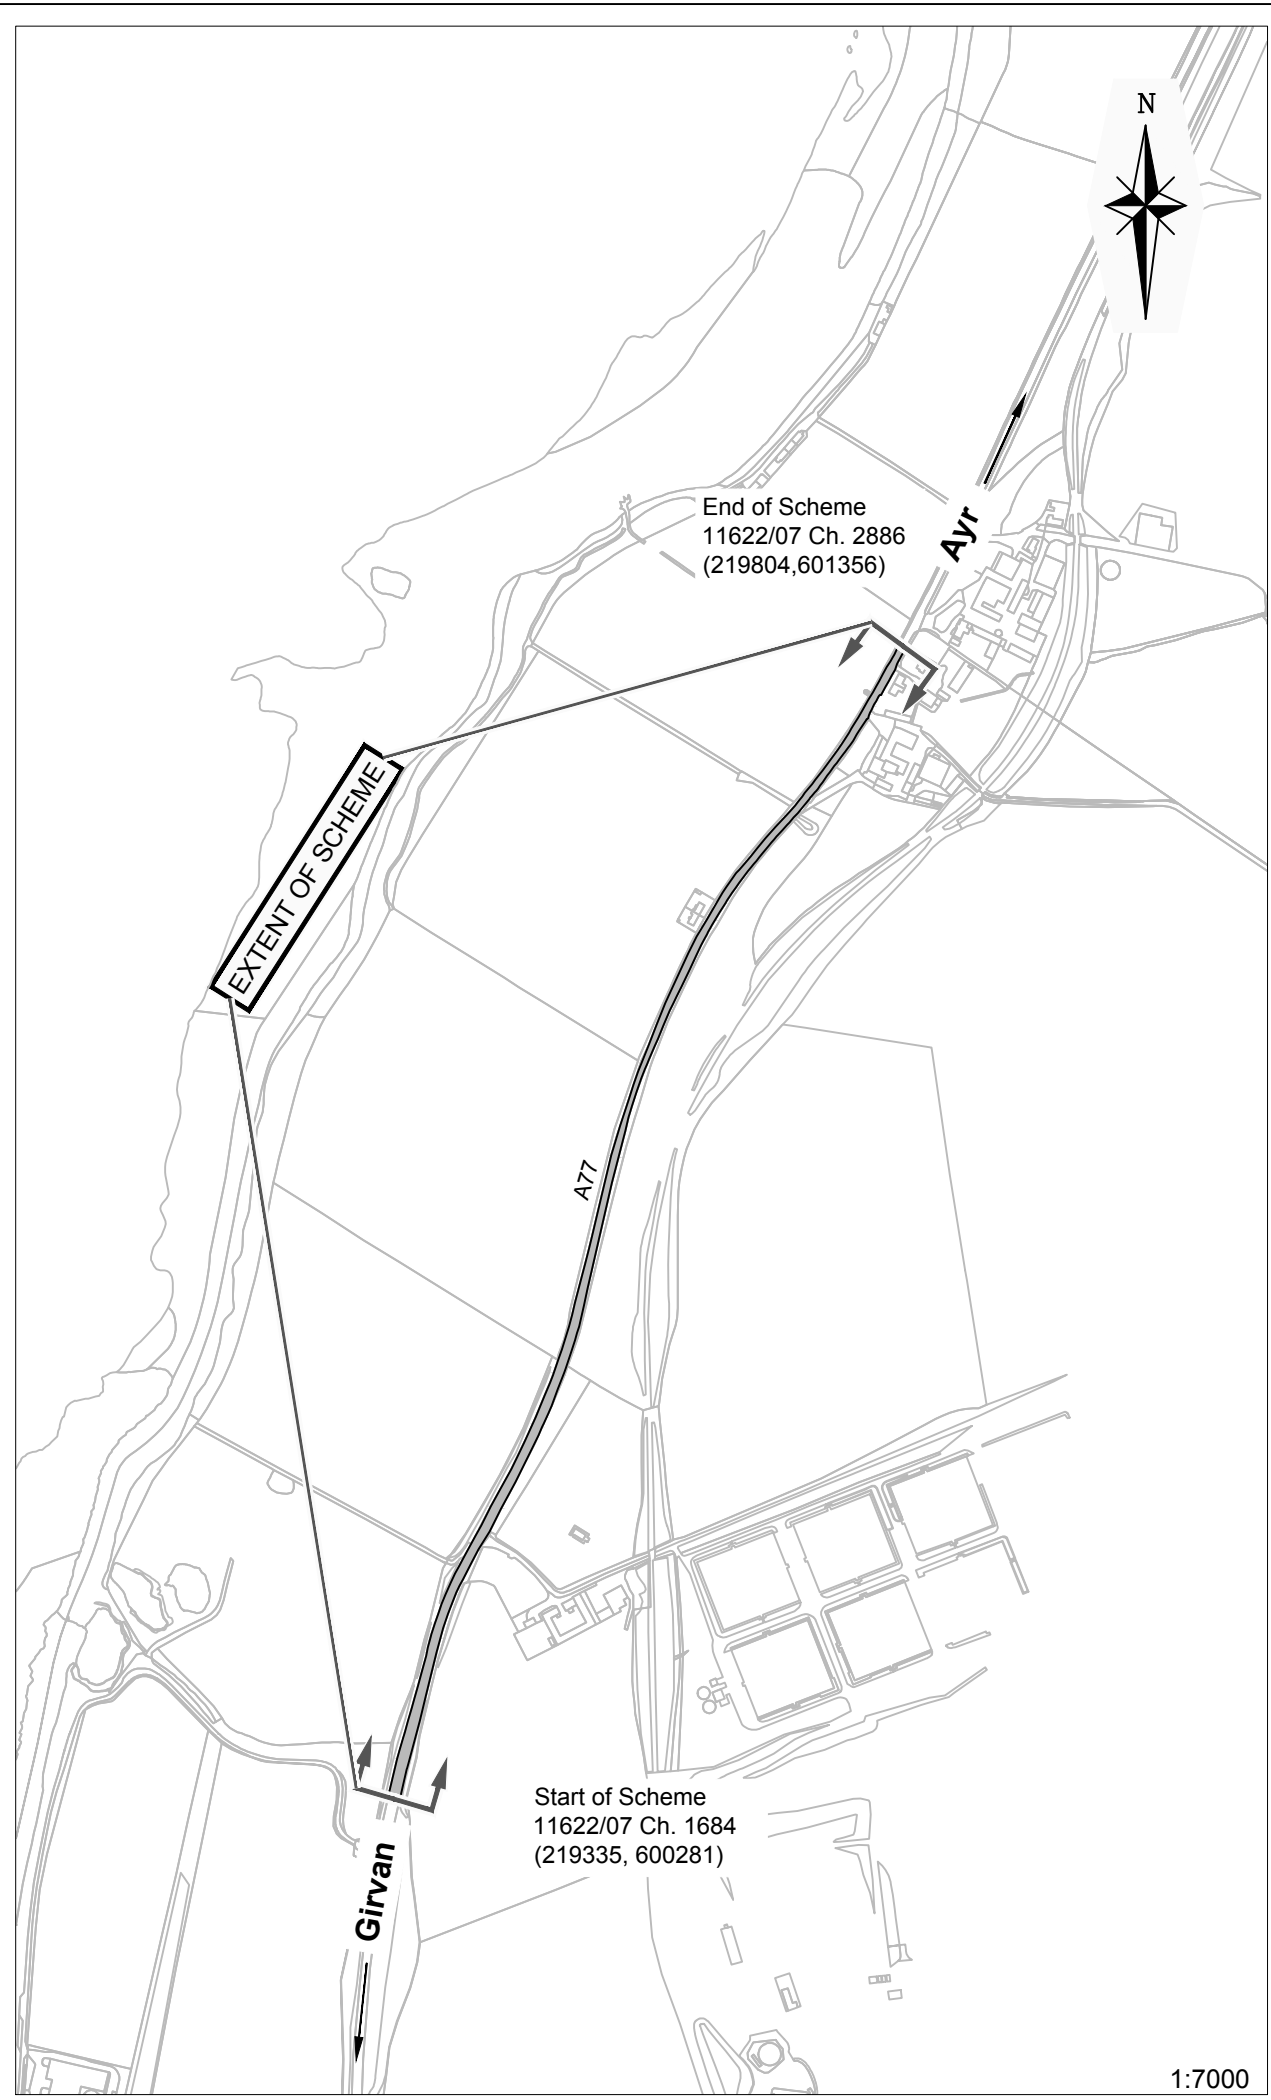 N
End of Scheme
11622/07 Ch. 2886
(219804,601356)
Ayr
EXTENT OF SCHEME
A77
Start of Scheme
11622/07 Ch. 1684
(219335, 600281)
Girvan
1:7000